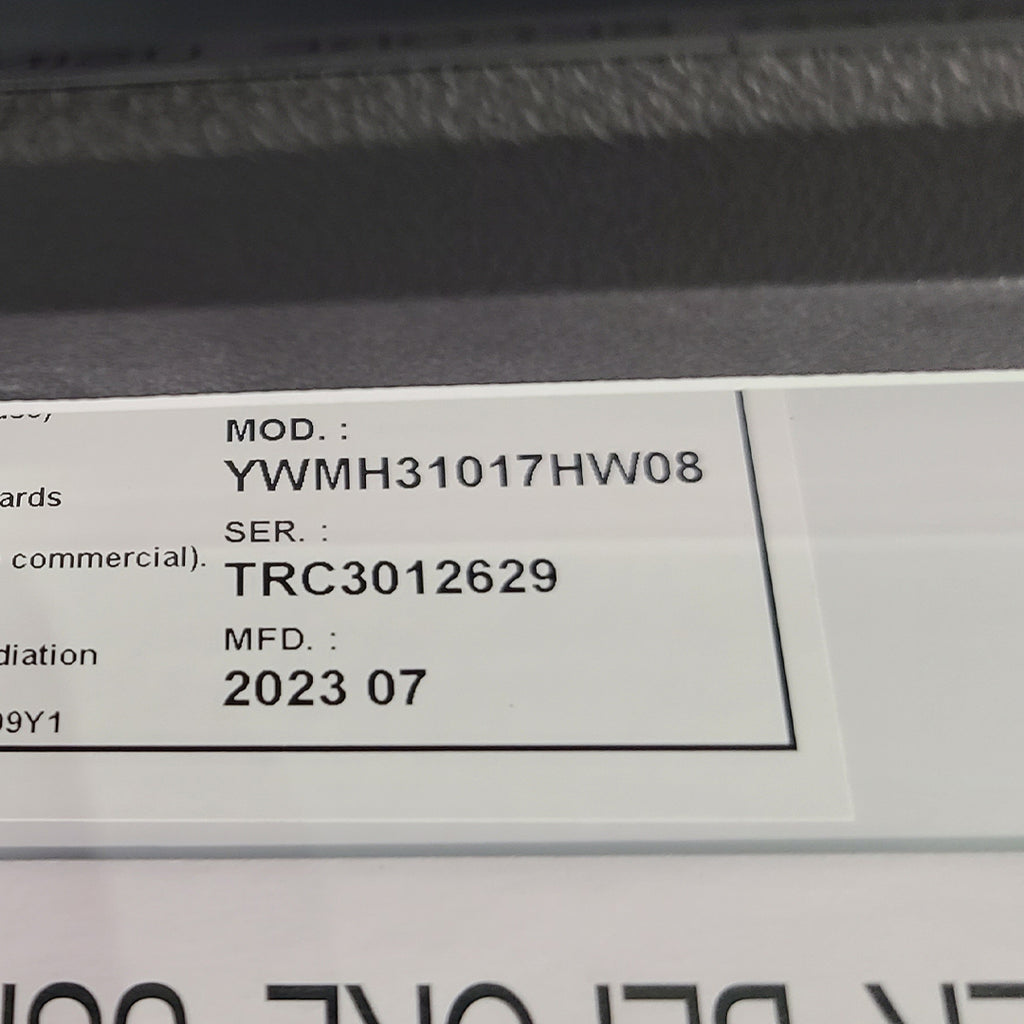 MOD. :
YWMH31017HW08
ards
SER. :
commercial).
TRC3012629
MFD. :
diation
2023 07
09Y1